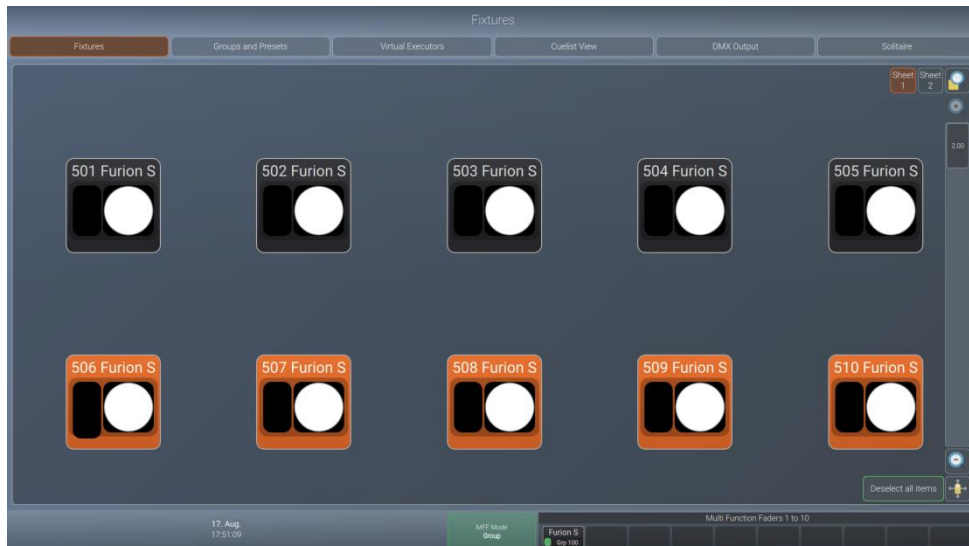 Fixtures
Fixtures Groups and Presets Virtual Executors Cuelist View DMX Output Solitaire
Sheet 1 Sheet 2
2.00
501 Furion S 502 Furion S 503 Furion S 504 Furion S 505 Furion S
506 Furion S 507 Furion S 508 Furion S 509 Furion S 510 Furion S
Deselect all items
17. Aug.
17:51:09
MFF Mode
Group
Multi Function Faders 1 to 10
Furion S
Grp 100